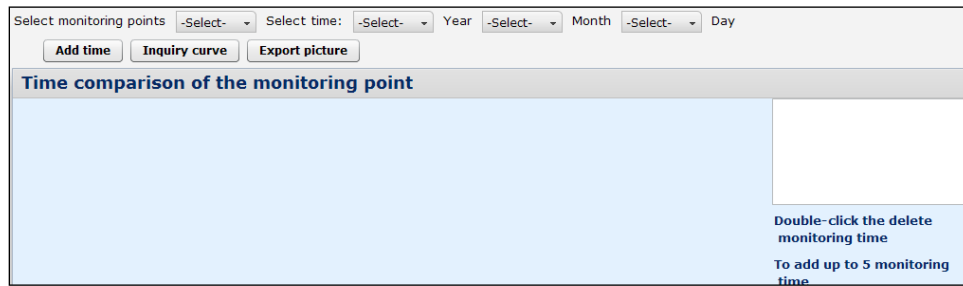 Select monitoring points -Select- Select time: -Select- Year -Select- Month -Select- Day
Add time Inquiry curve Export picture
Time comparison of the monitoring point
Double-click the delete
monitoring time
To add up to 5 monitoring
time